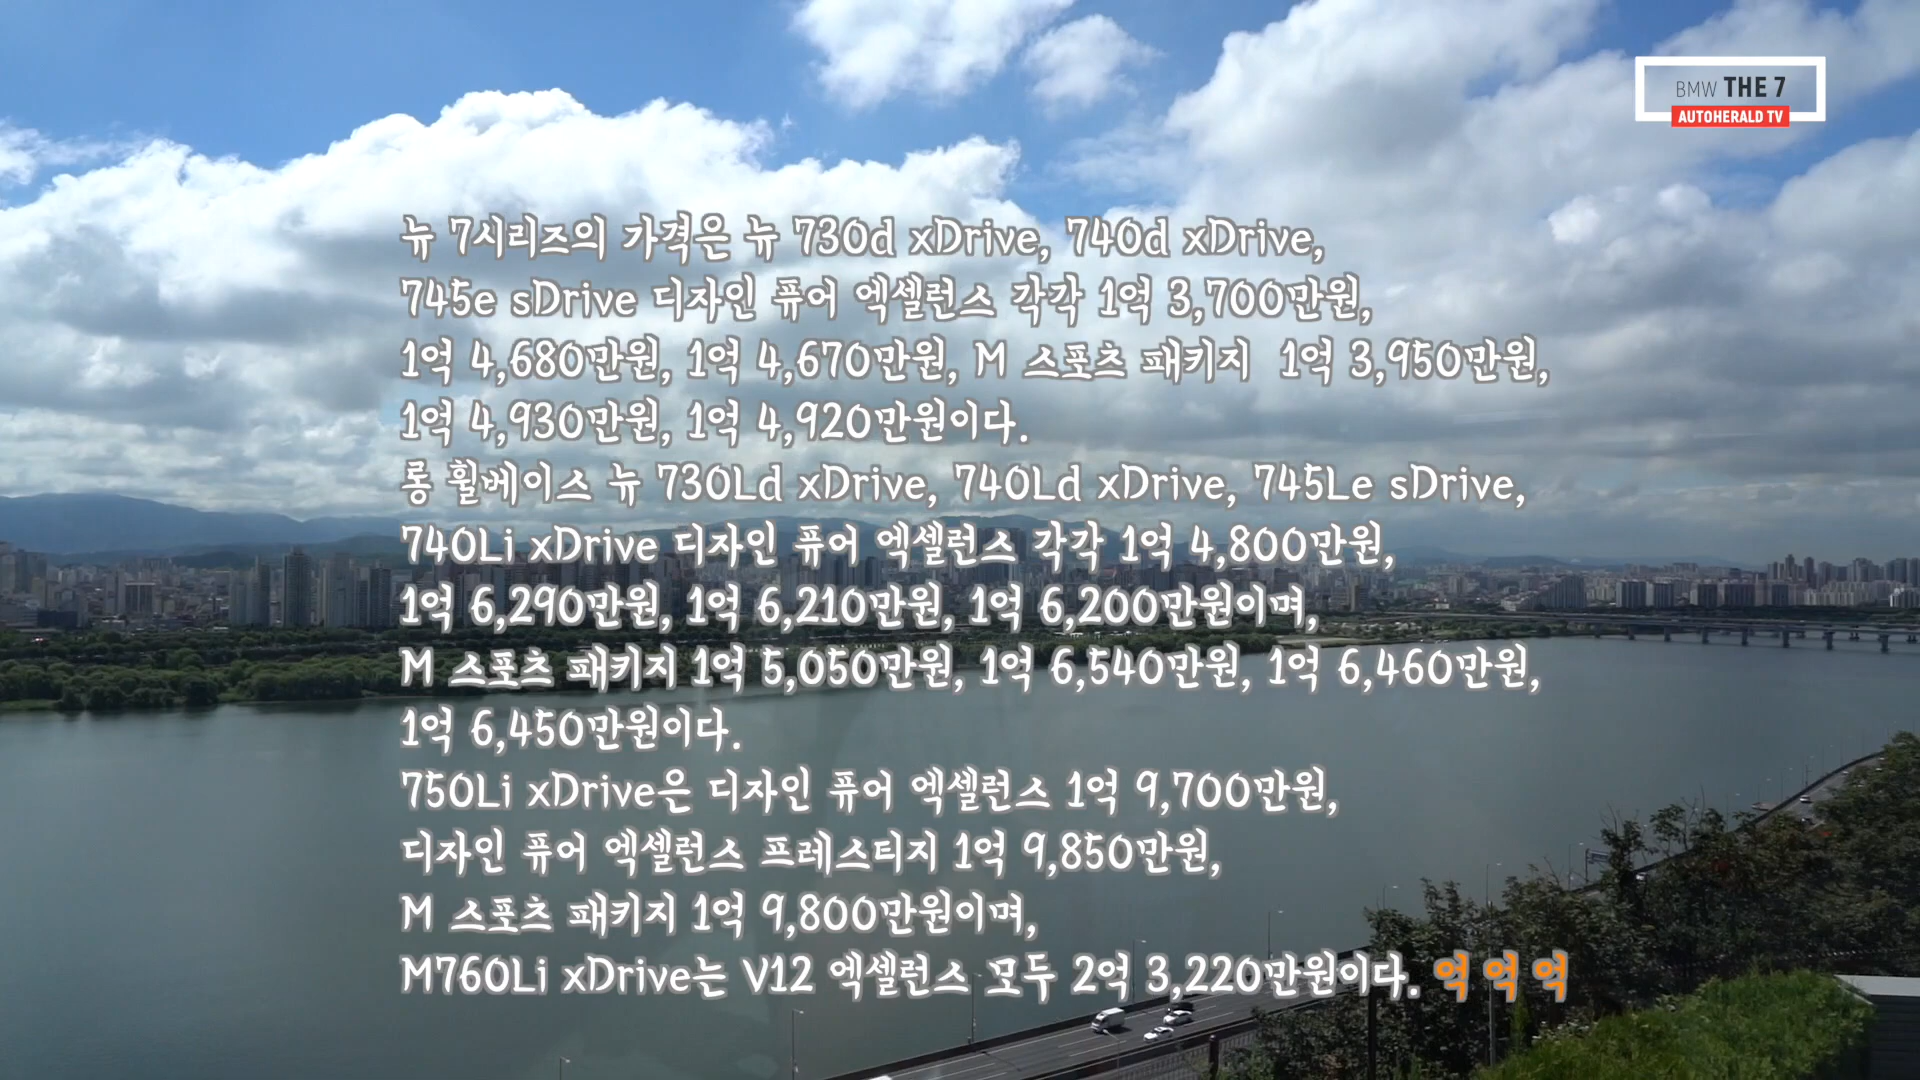 BMW THE 7
AUTOHERALD TV
뉴 7시리즈의 가격은 뉴 730d xDrive, 740d xDrive,
745e sDrive 디자인 퓨어 엑셀런스 각각 1억 3,700만원,
1억 4,680만원, 1억 4,670만원, M 스포츠 패키지 1억 3,950만원,
1억 4,930만원, 1억 4,920만원이다.
롱 휠베이스 뉴 730Ld xDrive, 740Ld xDrive, 745Le sDrive,
740Li xDrive 디자인 퓨어 엑셀런스 각각 1억 4,800만원,
1억 6,290만원, 1억 6,210만원, 1억 6,200만원이며,
M 스포츠 패키지 1억 5,050만원, 1억 6,540만원, 1억 6,460만원,
1억 6,450만원이다.
750Li xDrive은 디자인 퓨어 엑셀런스 1억 9,700만원,
디자인 퓨어 엑셀런스 프레스티지 1억 9,850만원,
M 스포츠 패키지 1억 9,800만원이며,
M760Li xDrive는 V12 엑셀런스 모두 2억 3,220만원이다. 억 억 억